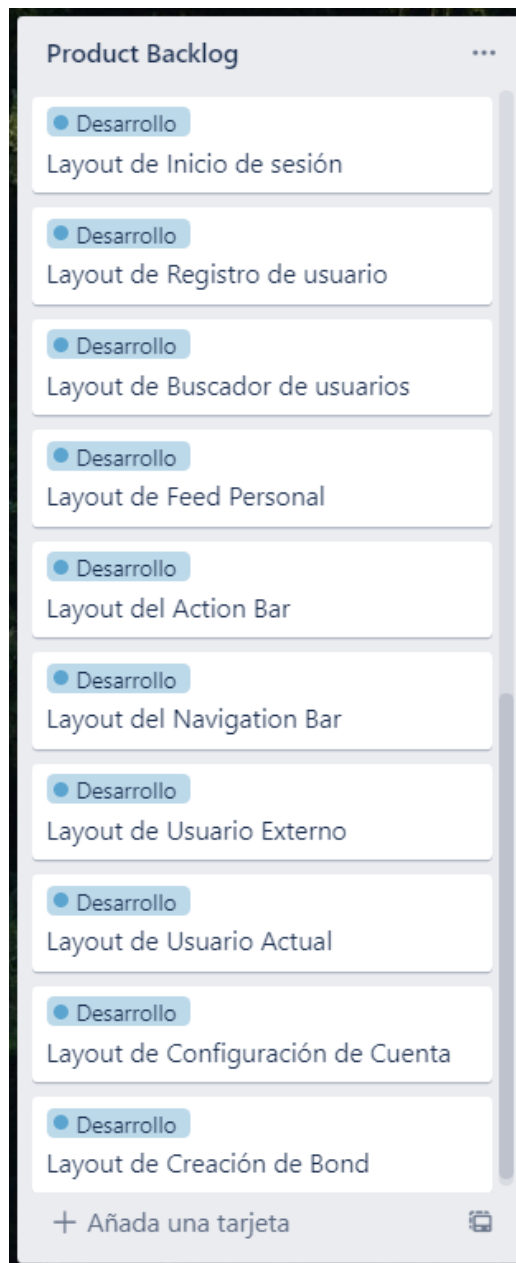 Product Backlog
Desarrollo
Layout de Inicio de sesión
Desarrollo
Layout de Registro de usuario
Desarrollo
Layout de Buscador de usuarios
Desarrollo
Layout de Feed Personal
Desarrollo
Layout del Action Bar
Desarrollo
Layout del Navigation Bar
Desarrollo
Layout de Usuario Externo
Desarrollo
Layout de Usuario Actual
Desarrollo
Layout de Configuración de Cuenta
Desarrollo
Layout de Creación de Bond
+ Añada una tarjeta